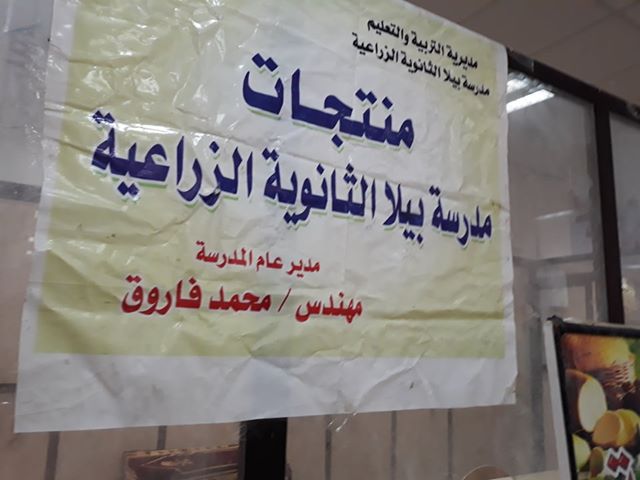 مديرية التربية والتعليم
مدرسة بيلا الثانوية الزراعية
منتجات
مدرسة بيلا الثانوية الزراعية
مدير عام المدرسة
مهندس / محمد فاروق